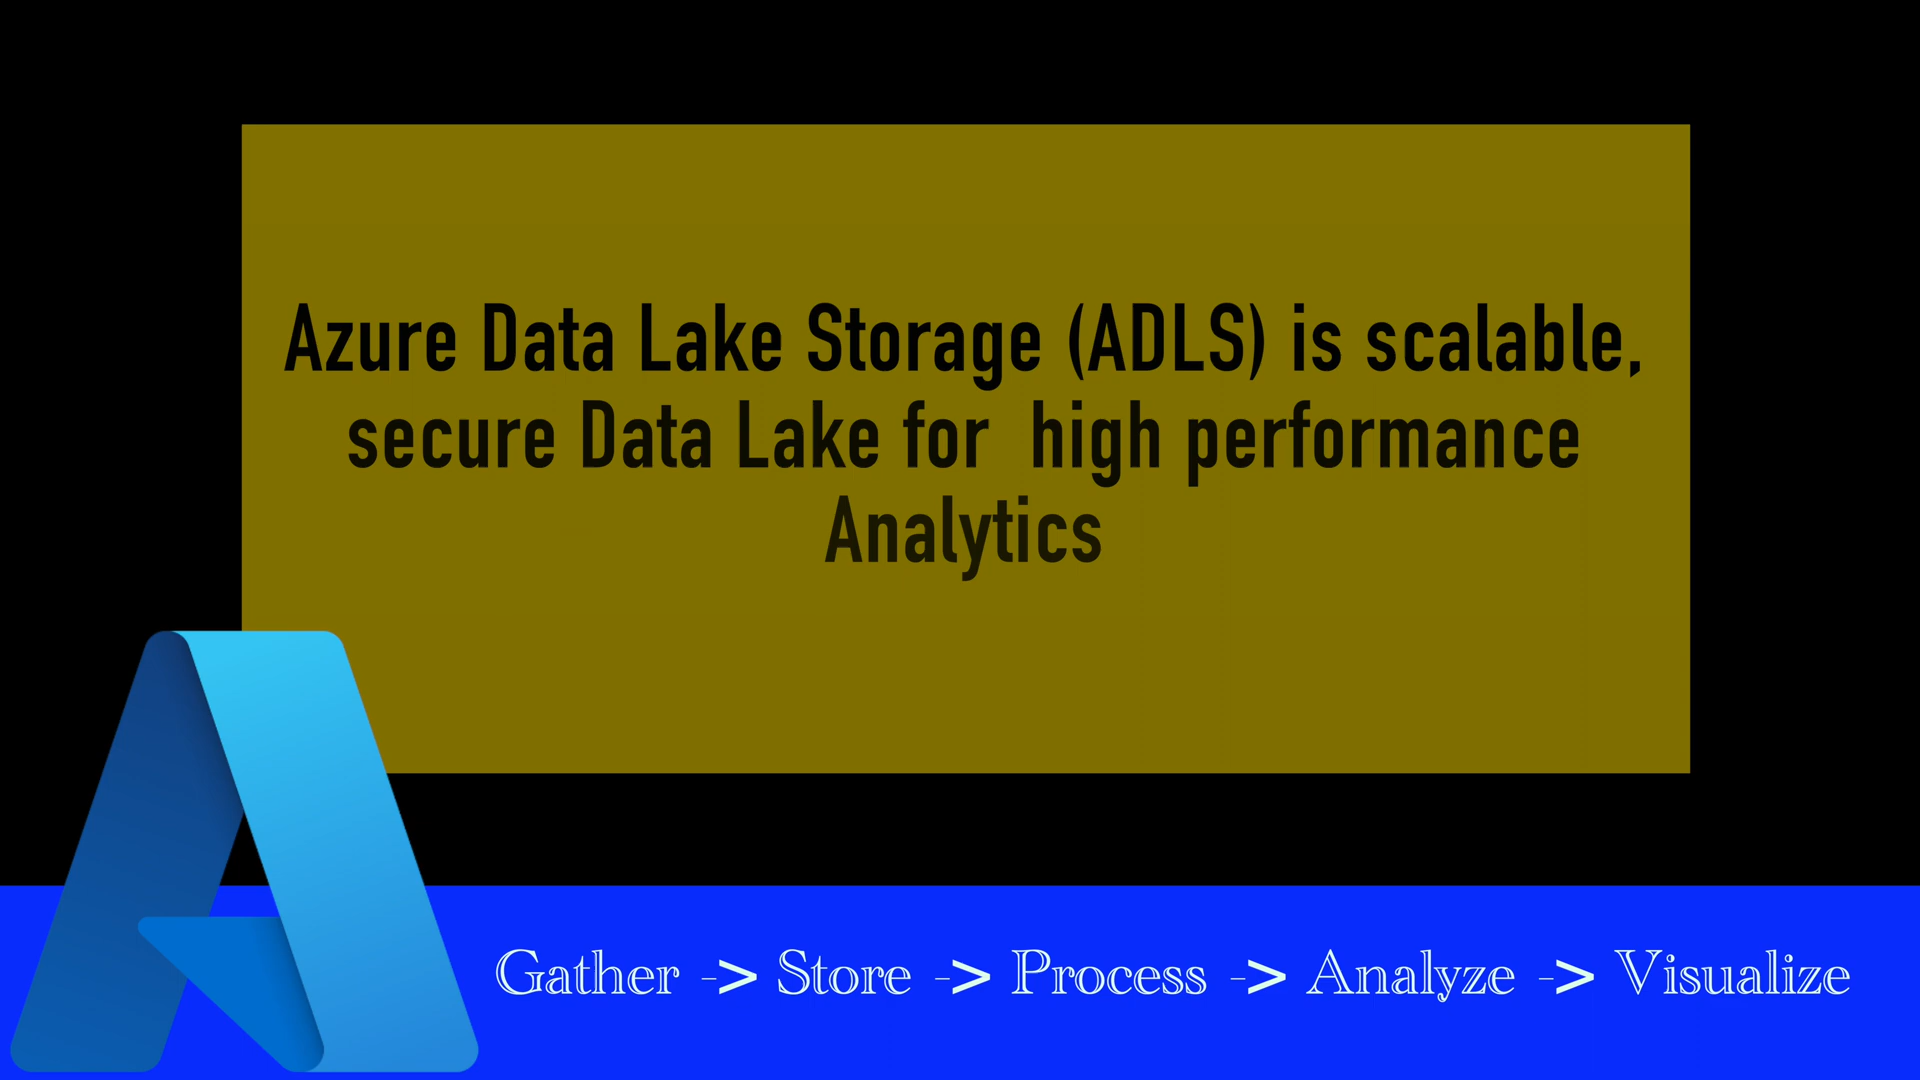 Azure Data Lake Storage (ADLS) is scalable,
secure Data Lake for  high performance
Analytics
Gather -> Store -> Process -> Analyze -> Visualize